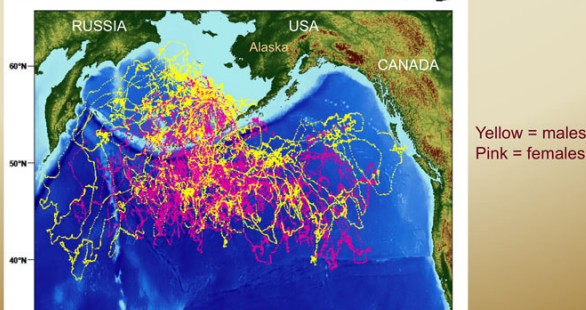 RUSSIA
USA
Alaska
CANADA
60°N
50°N
40°N
Yellow = males
Pink = females